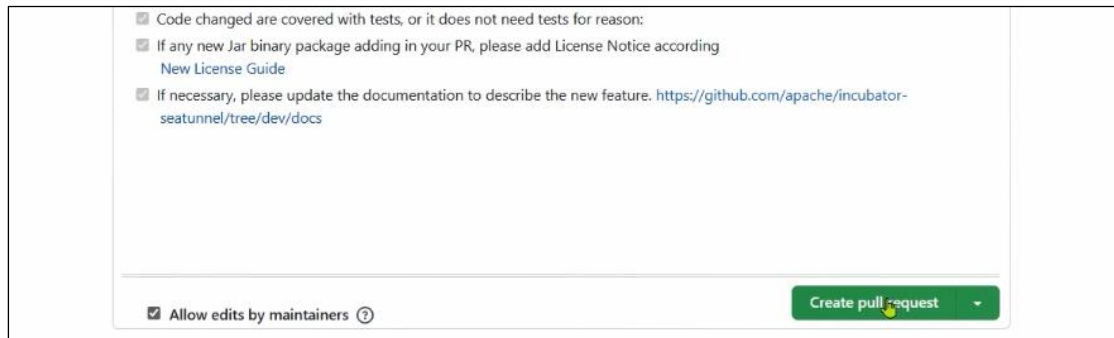 Code changed are covered with tests, or it does not need tests for reason:
If any new Jar binary package adding in your PR, please add License Notice according
New License Guide
If necessary, please update the documentation to describe the new feature. https://github.com/apache/incubator-
seatunnel/tree/dev/docs
Allow edits by maintainers ?
Create pull request